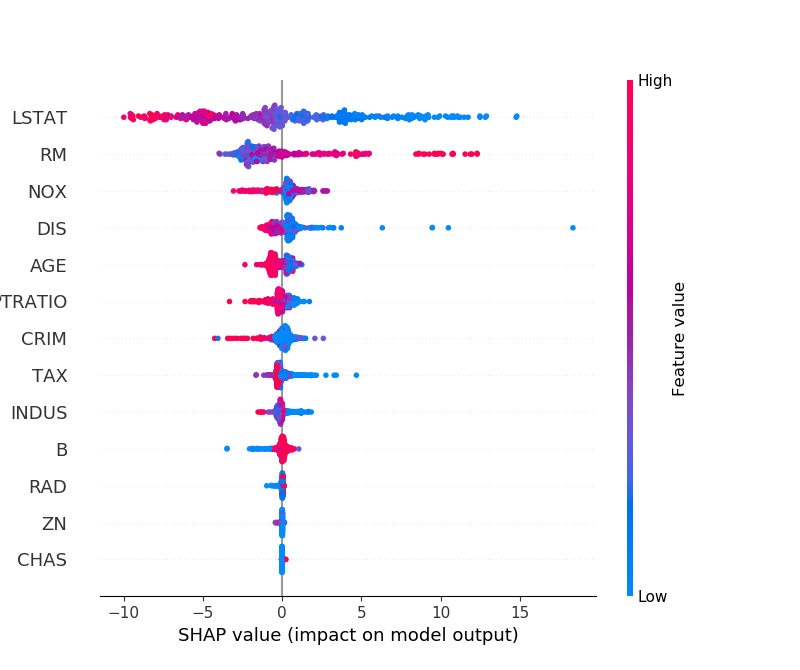 High
LSTAT
RM
NOX
DIS
AGE
PTRATIO
CRIM
TAX
INDUS
B
RAD
ZN
CHAS
Feature value
Low
−10 −5 0 5 10 15
SHAP value (impact on model output)